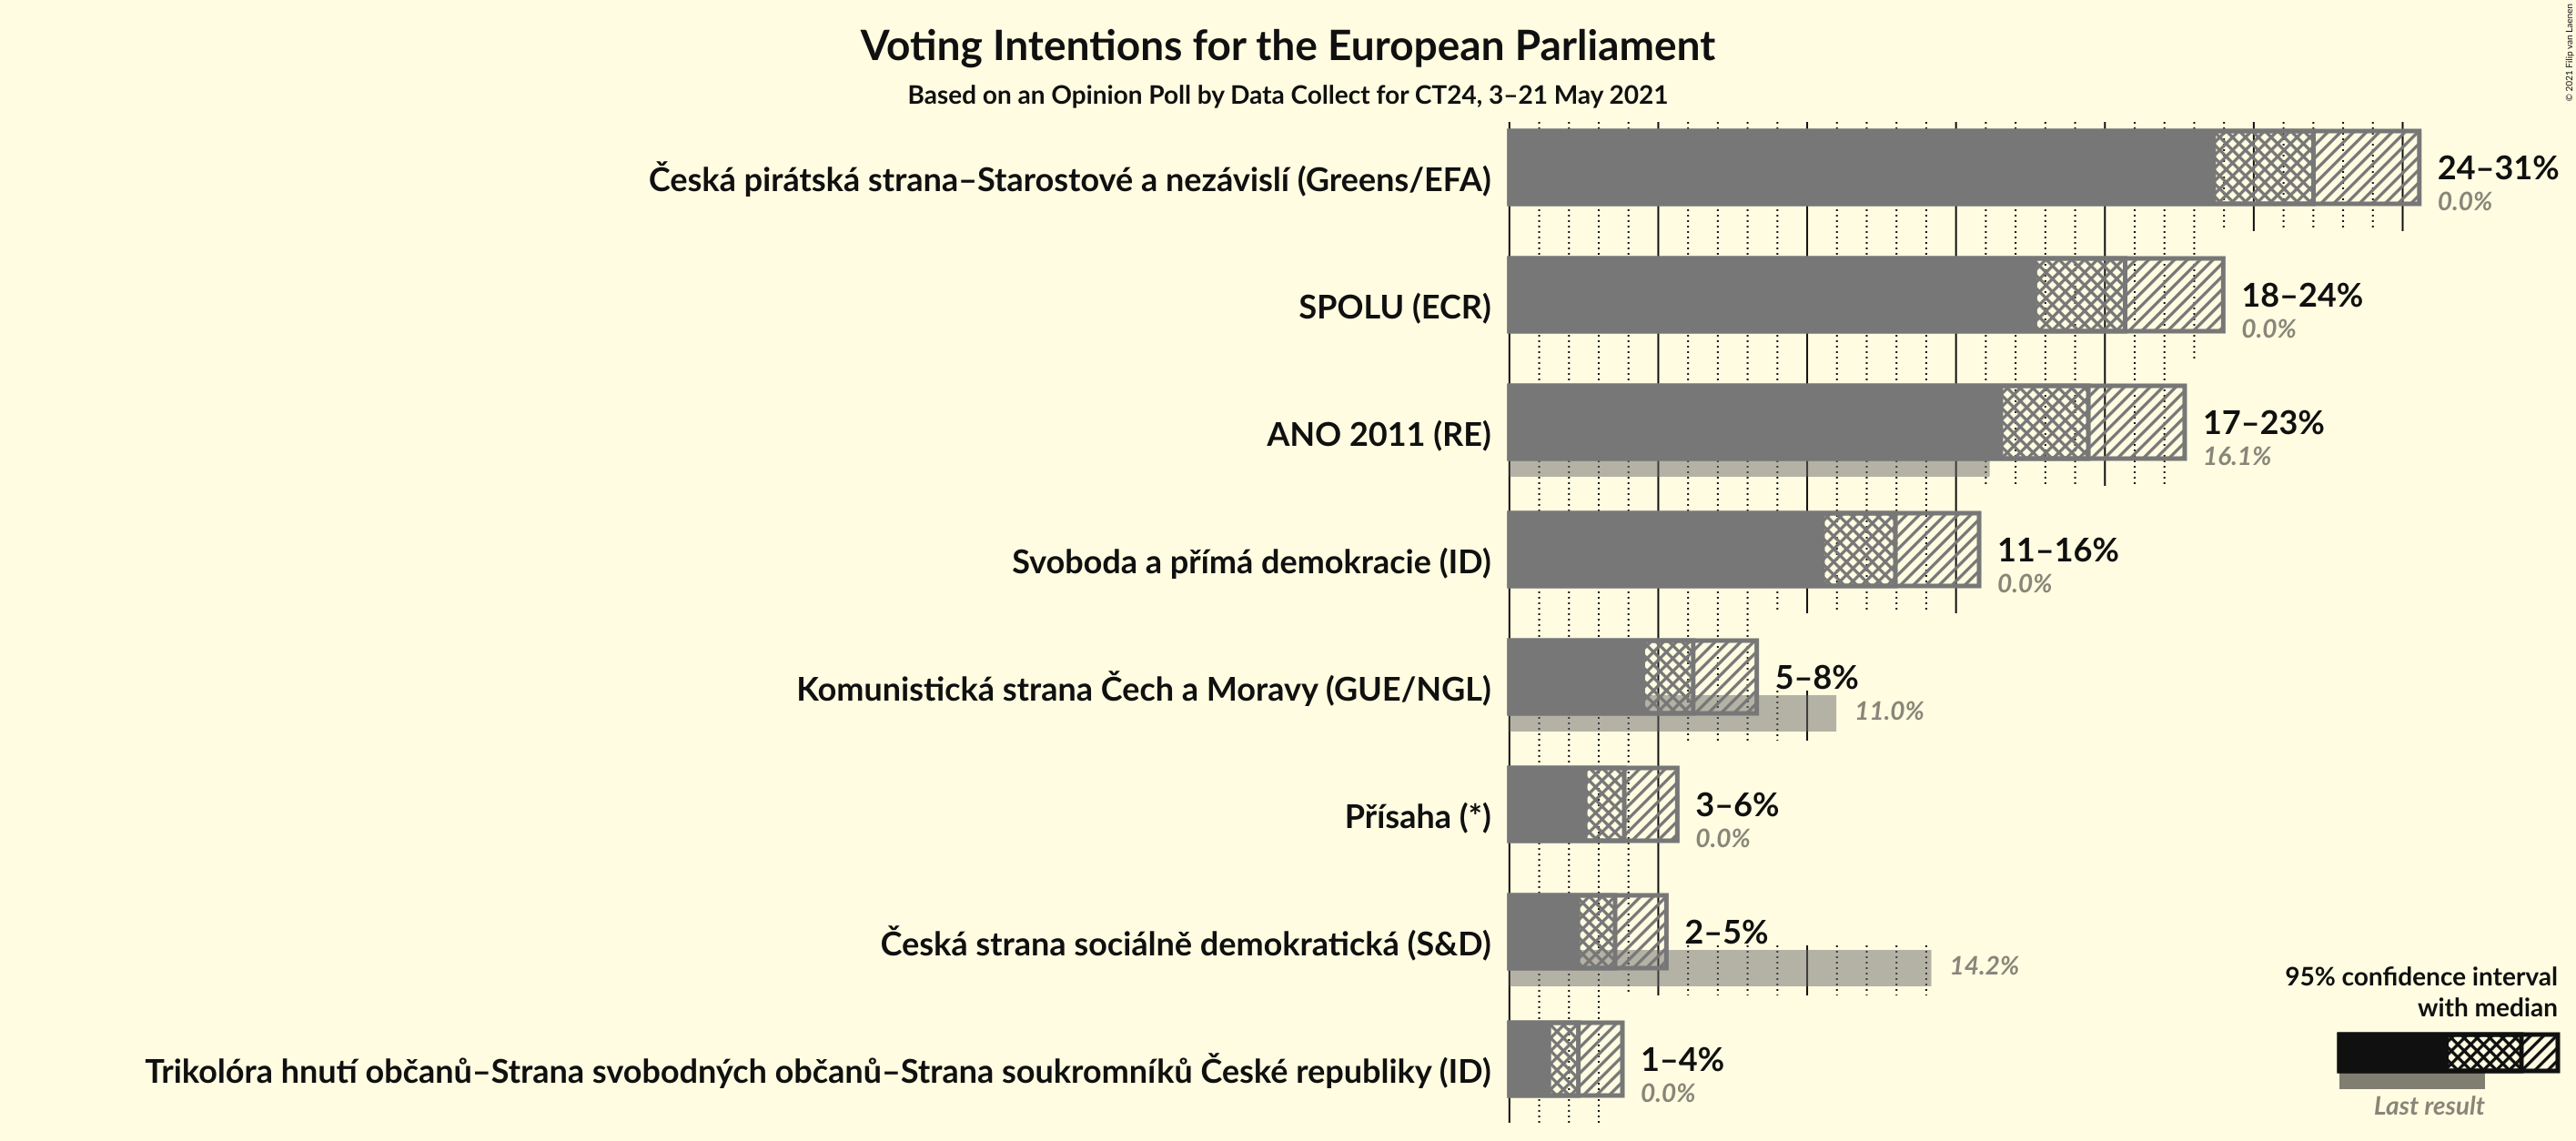 Voting Intentions for the European Parliament
Based on an Opinion Poll by Data Collect for CT24, 3–21 May 2021
© 2021 Filip van Laenen
Česká pirátská strana–Starostové a nezávislí (Greens/EFA)
24–31%
0.0%
SPOLU (ECR)
18–24%
0.0%
ANO 2011 (RE)
17–23%
16.1%
Svoboda a přímá demokracie (ID)
11–16%
0.0%
Komunistická strana Čech a Moravy (GUE/NGL)
5–8%
11.0%
Přísaha (*)
3–6%
0.0%
Česká strana sociálně demokratická (S&D)
2–5%
14.2%
Trikolóra hnutí občanů–Strana svobodných občanů–Strana soukromníků České republiky (ID)
1–4%
0.0%
95% confidence interval
with median
Last result